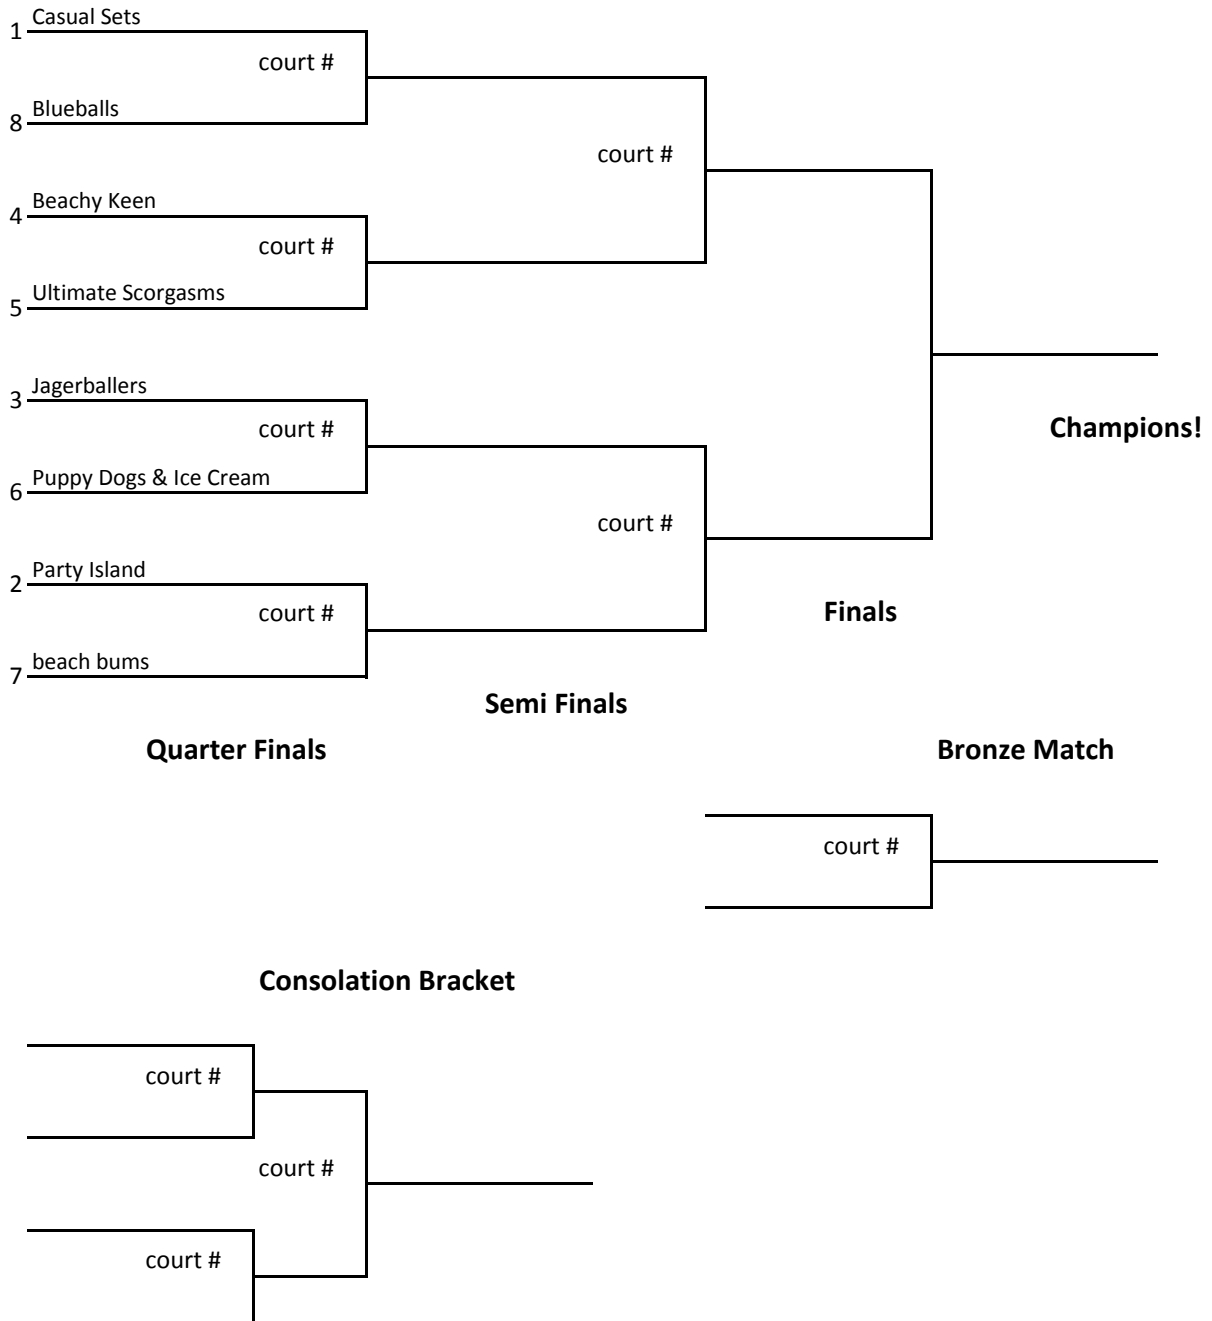 Casual Sets
1
court #
Blueballs
8
court #
Beachy Keen
4
court #
Ultimate Scorgasms
5
Jagerballers
3
court #
Champions!
Puppy Dogs & Ice Cream
6
court #
Party Island
2
court #
Finals
beach bums
7
Semi Finals
Quarter Finals
Bronze Match
court #
Consolation Bracket
court #
court #
court #